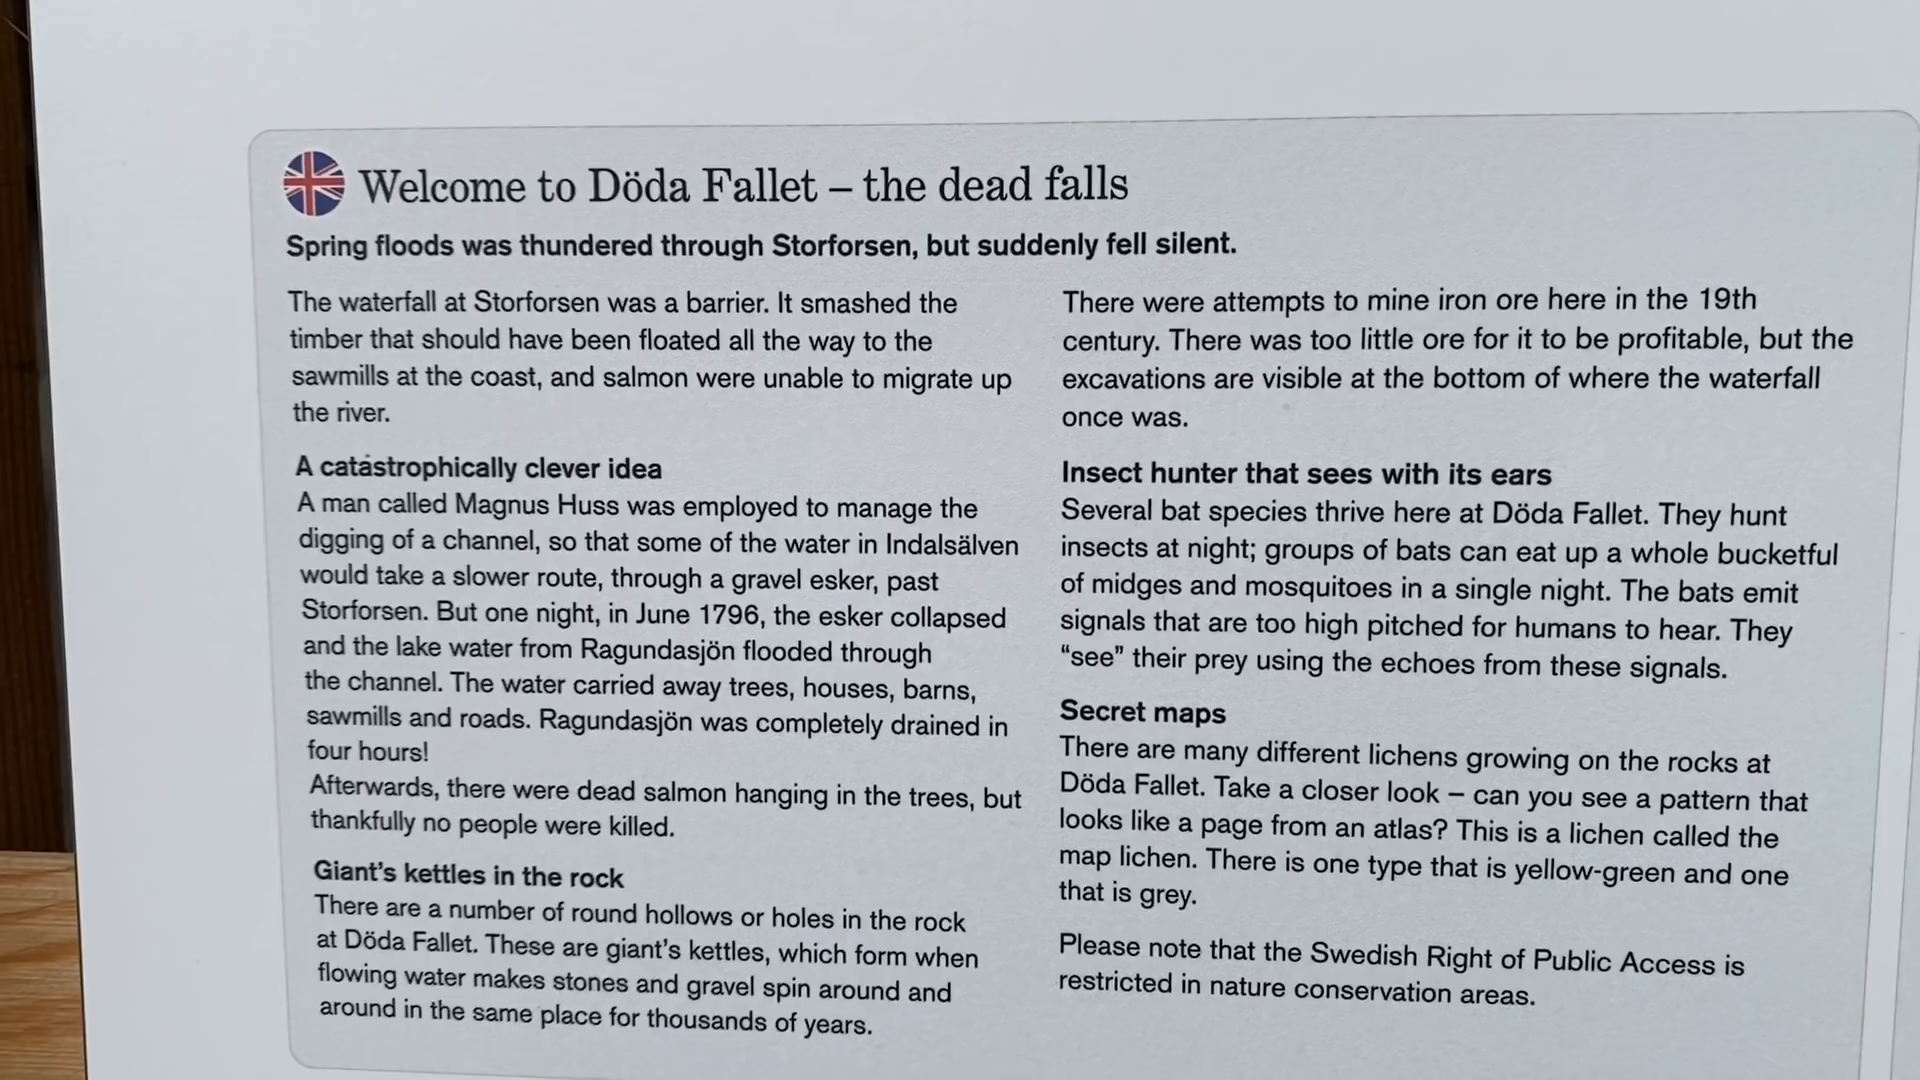 Welcome to Döda Fallet – the dead falls
Spring floods was thundered through Storforsen, but suddenly fell silent.
The waterfall at Storforsen was a barrier. It smashed the
timber that should have been floated all the way to the
sawmills at the coast, and salmon were unable to migrate up
the river.
A catastrophically clever idea
A man called Magnus Huss was employed to manage the
digging of a channel, so that some of the water in Indalsälven
would take a slower route, through a gravel esker, past
Storforsen. But one night, in June 1796, the esker collapsed
and the lake water from Ragundasjön flooded through
the channel. The water carried away trees, houses, barns,
sawmills and roads. Ragundasjön was completely drained in
four hours!
Afterwards, there were dead salmon hanging in the trees, but
thankfully no people were killed.
Giant's kettles in the rock
There are a number of round hollows or holes in the rock
at Döda Fallet. These are giant's kettles, which form when
flowing water makes stones and gravel spin around and
around in the same place for thousands of years.
There were attempts to mine iron ore here in the 19th
century. There was too little ore for it to be profitable, but the
excavations are visible at the bottom of where the waterfall
once was.
Insect hunter that sees with its ears
Several bat species thrive here at Döda Fallet. They hunt
insects at night; groups of bats can eat up a whole bucketful
of midges and mosquitoes in a single night. The bats emit
signals that are too high pitched for humans to hear. They
“see” their prey using the echoes from these signals.
Secret maps
There are many different lichens growing on the rocks at
Döda Fallet. Take a closer look – can you see a pattern that
looks like a page from an atlas? This is a lichen called the
map lichen. There is one type that is yellow-green and one
that is grey.
Please note that the Swedish Right of Public Access is
restricted in nature conservation areas.